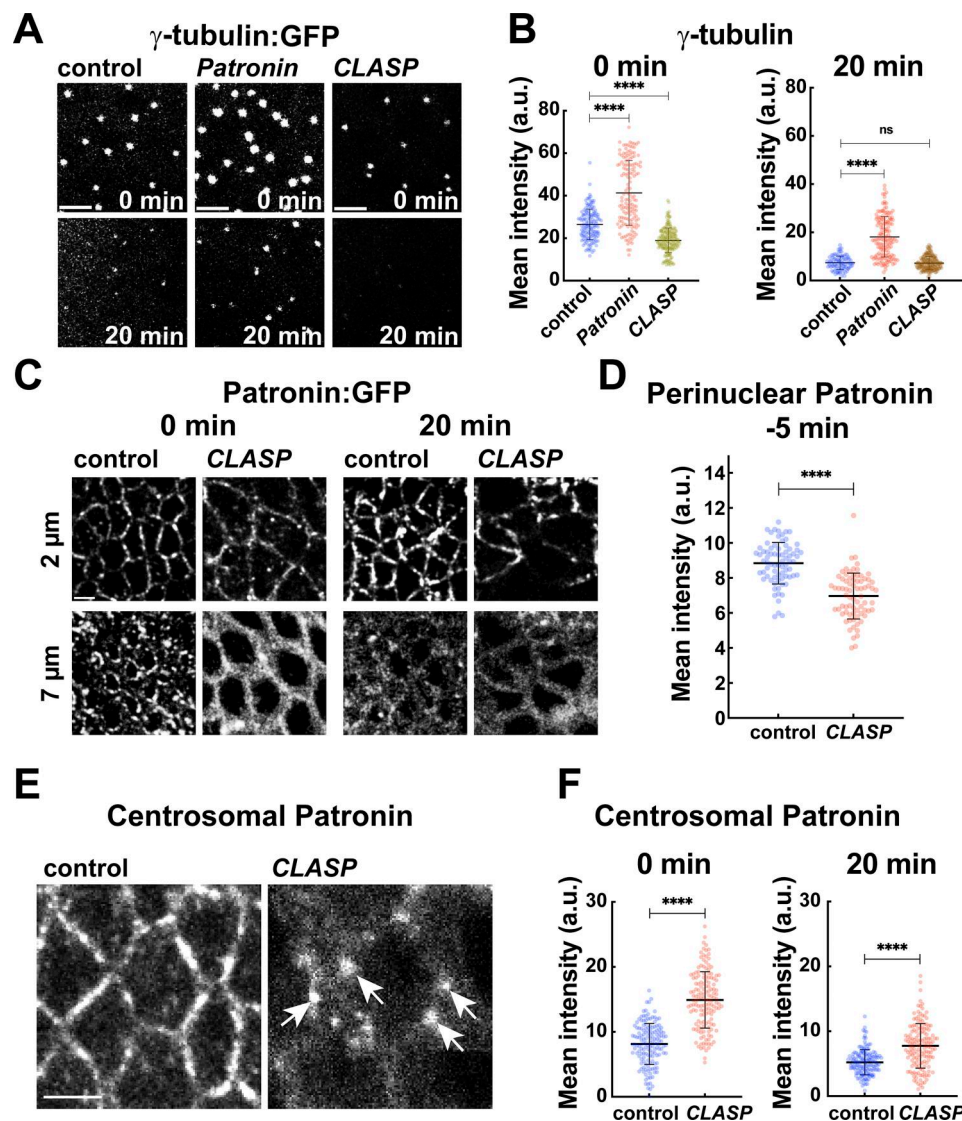 A
γ-tubulin:GFP
control Patronin CLASP
0 min 0 min 0 min
20 min 20 min 20 min
B
γ-tubulin
0 min 20 min
Mean intensity (a.u.)
80
60
40
20
0
****
****
control Patronin CLASP
Mean intensity (a.u.)
80
60
40
20
0
ns
****
control Patronin CLASP
C
Patronin:GFP
0 min 20 min
control CLASP control CLASP
2 μm
7 μm
D
Perinuclear Patronin
-5 min
Mean intensity (a.u.)
14
12
10
8
6
4
2
0
****
control CLASP
E
Centrosomal Patronin
control CLASP
F
Centrosomal Patronin
0 min 20 min
Mean intensity (a.u.)
30
20
10
0
****
control CLASP
Mean intensity (a.u.)
30
20
10
0
****
control CLASP